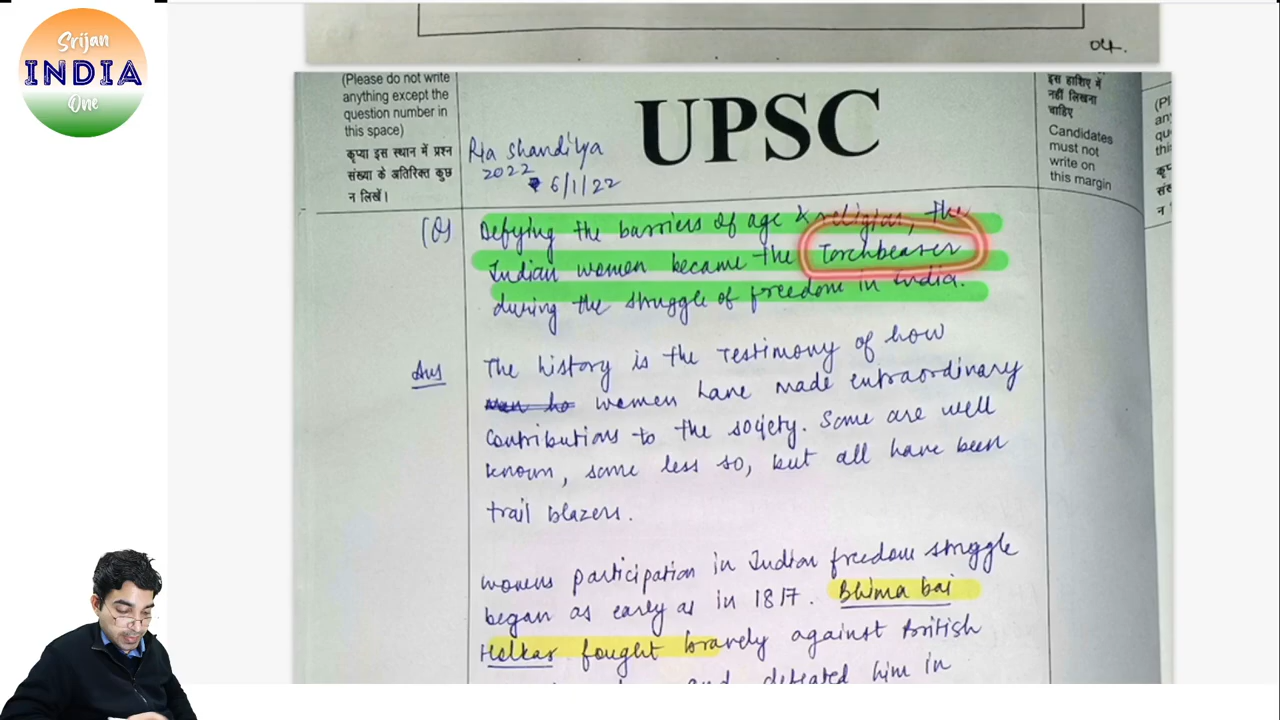 Srijan
INDIA
One
04.
(Please do not write
anything except the
question number in
this space)
कृप्या इस स्थान में प्रश्न
संख्या के अतिरिक्त कुछ
न लिखें।
UPSC
Ria Shandilya
2022
6/1/22
इस हाशिए में
नहीं लिखना
चाहिए
Candidates
must not
write on
this margin
(Q) Defying the barriers of age & religion, the
Indian women became the Torchbearer
during the struggle of freedom in India.
Ans The history is the testimony of how
women have made extraordinary
contributions to the society. Some are well
known, some less so, but all have been
trail blazers.
Womens participation in Indian freedom struggle
began as early as in 1817. Bhima bai
Holkar fought bravely against British
and defeated him in